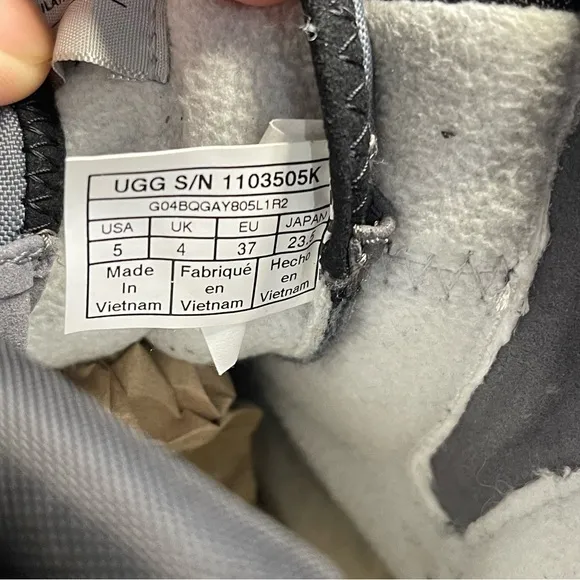 UGG S/N 1103505K
G04BQGAY805L1R2
USA UK EU JAPAN
5 4 37 23.5
Made Fabriqué Hecho
In en en
Vietnam Vietnam Vietnam